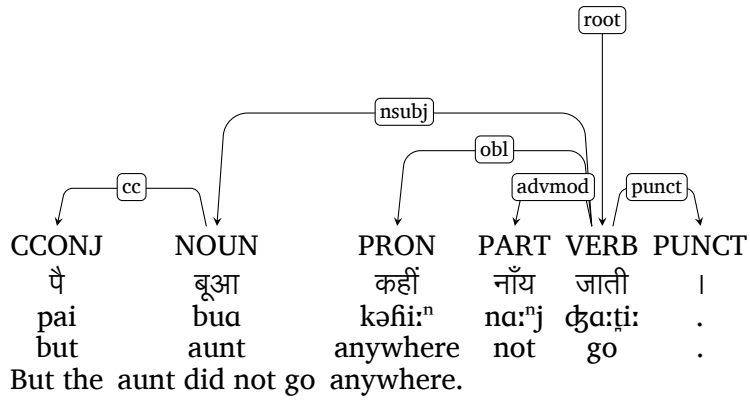 root
nsubj
obl
cc advmod punct
CCONJ NOUN PRON PART VERB PUNCT
पै बूआ कहीं नाँय जाती ।
pai bua kəɦiːⁿ nɑːⁿj ʤɑːt̪iː .
but aunt anywhere not go .
But the aunt did not go anywhere.